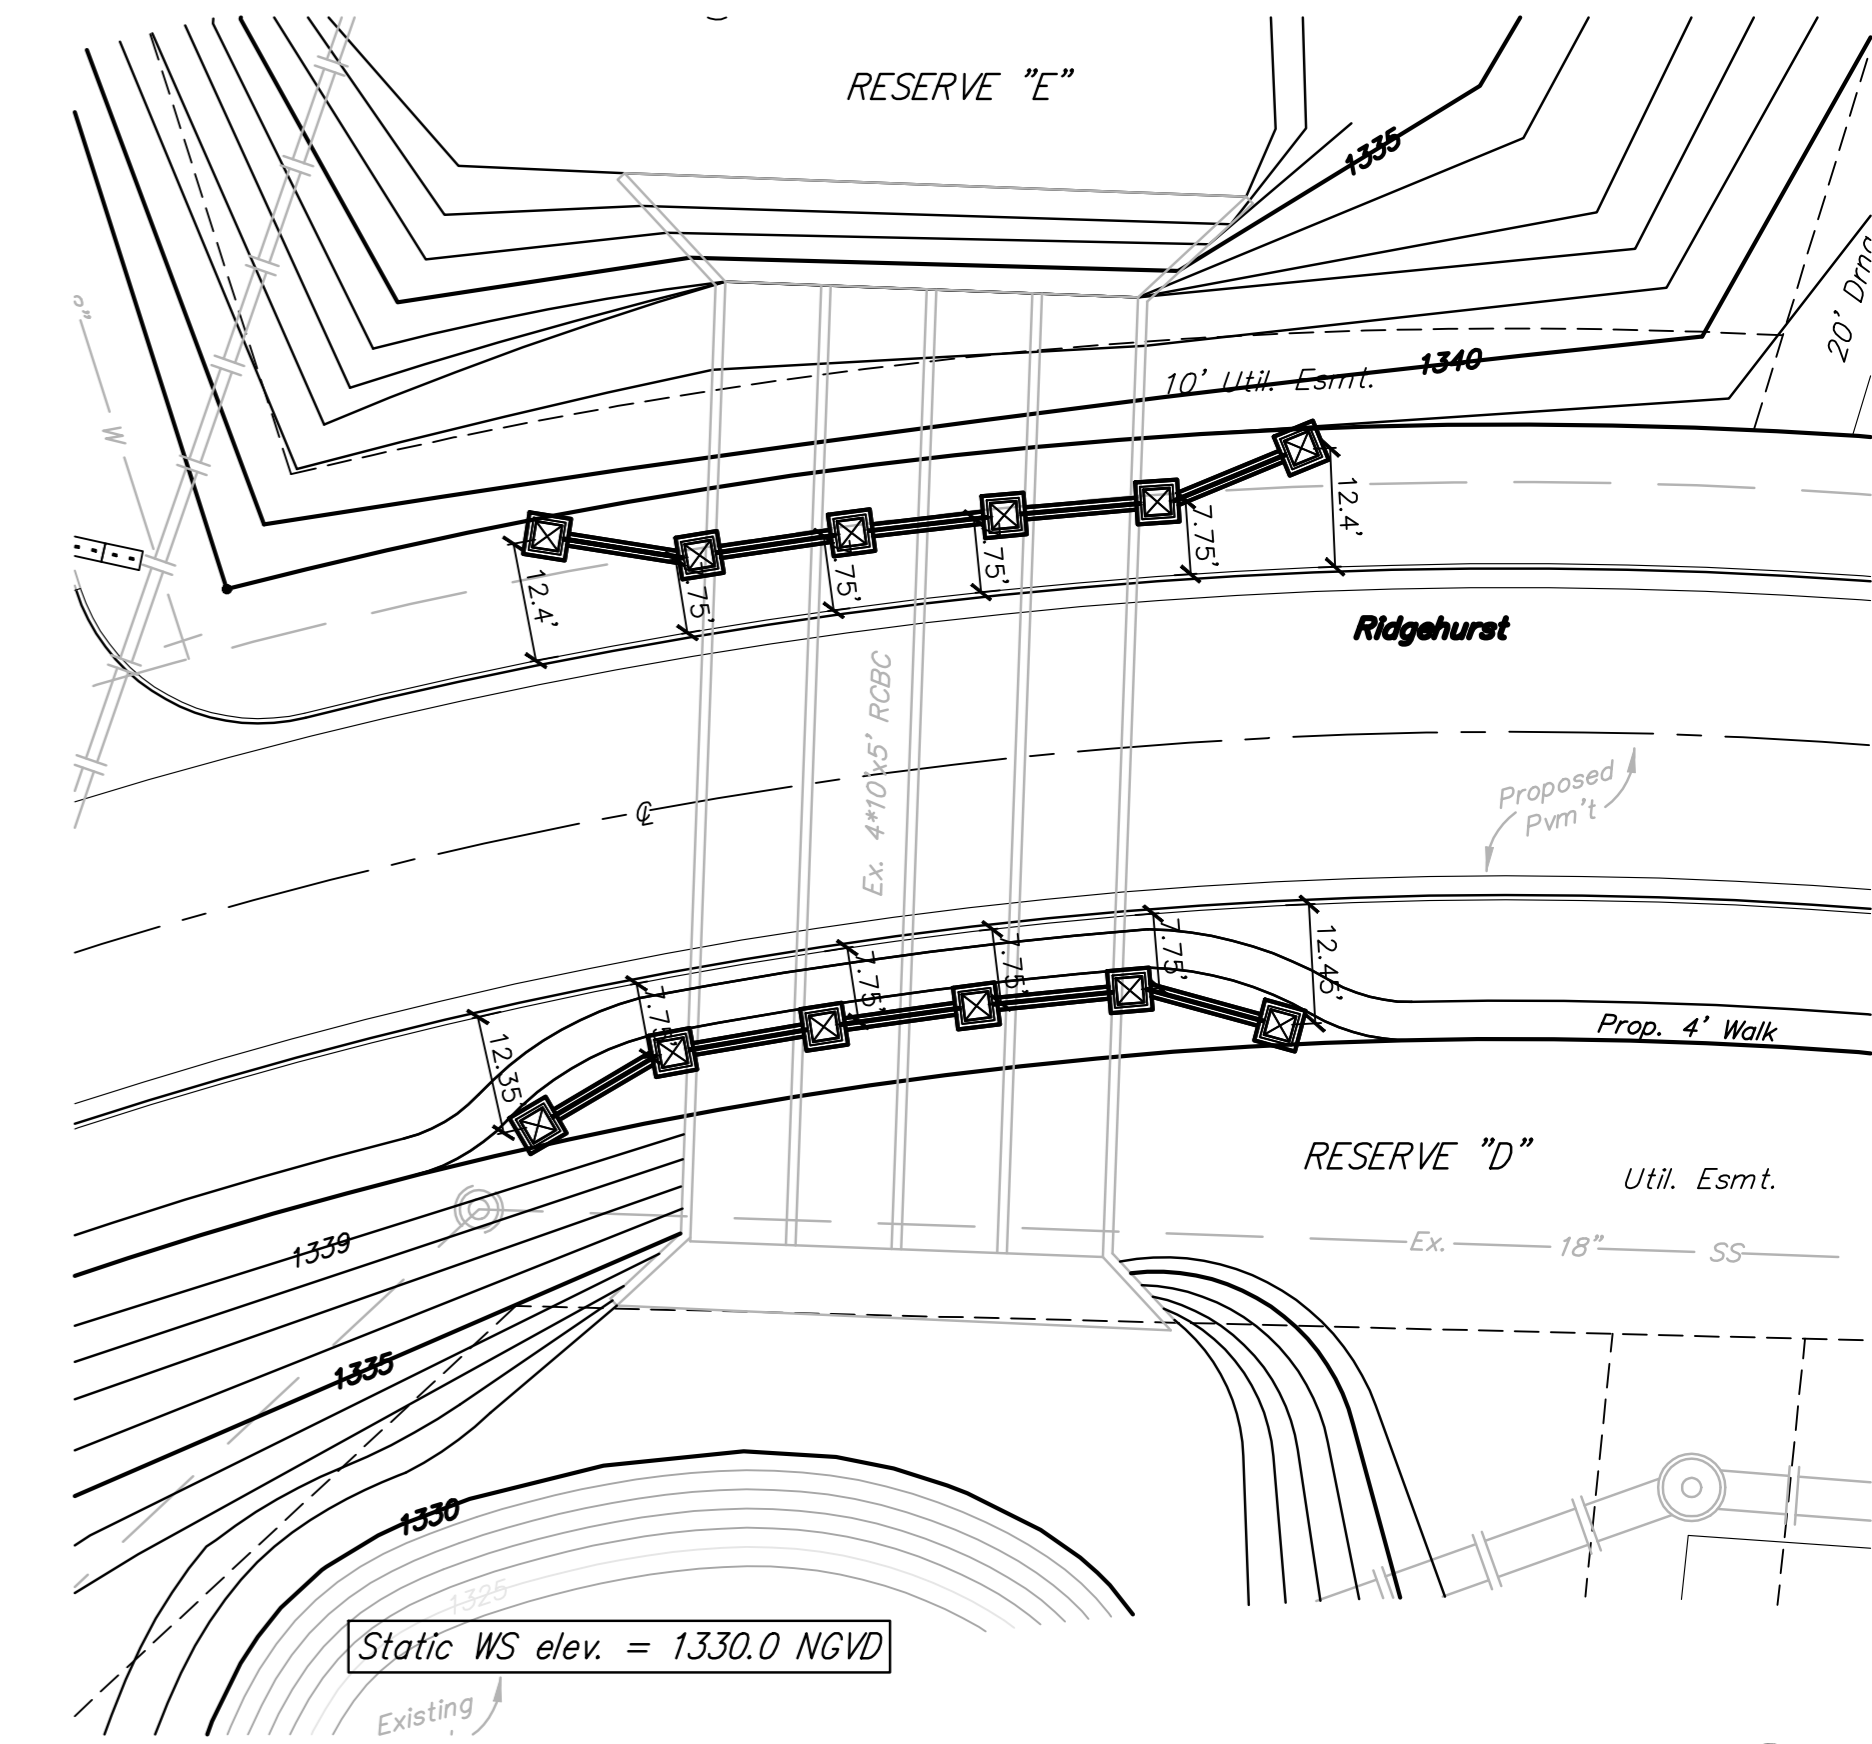 RESERVE "E"
1335
20' Drng
W
1340
10' Util. Esmt.
12.4'
.75'
.75'
.75'
7.75'
12.4'
Ridgehurst
Ex. 4*10'x5' RCBC
℄
Proposed
Pvm't
12.35'
7.75'
7.75'
7.75'
7.75'
12.45'
Prop. 4' Walk
RESERVE "D"
Util. Esmt.
1339
Ex. 18" SS
1335
1330
1325
Static WS elev. = 1330.0 NGVD
Existing